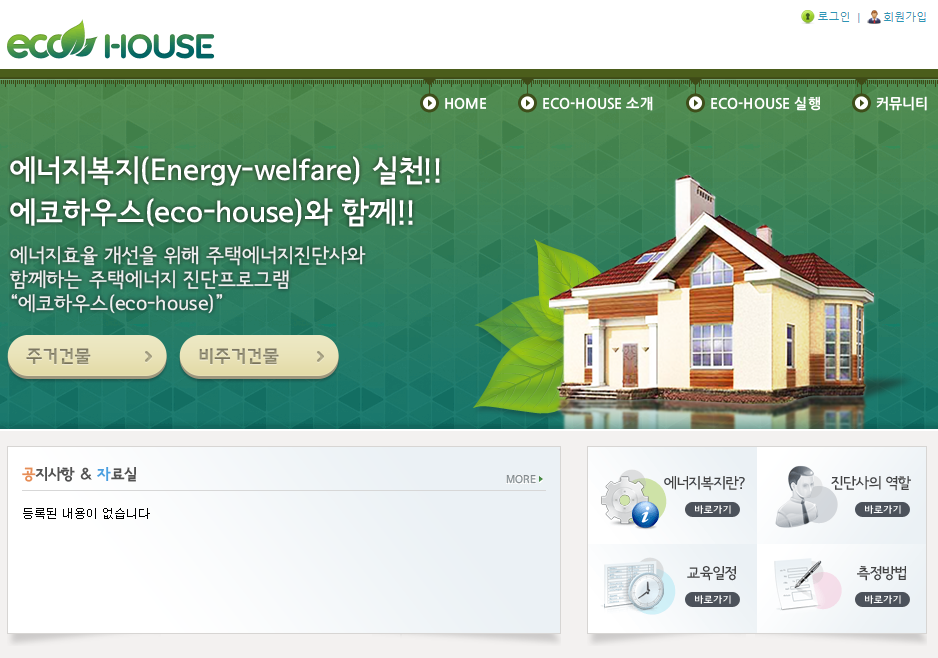 로그인 | 회원가입
eco HOUSE
HOME ECO-HOUSE 소개 ECO-HOUSE 실행 커뮤니티
에너지복지(Energy-welfare) 실천!!
에코하우스(eco-house)와 함께!!
에너지효율 개선을 위해 주택에너지진단사와
함께하는 주택에너지 진단프로그램
“에코하우스(eco-house)”
주거건물 비주거건물
공지사항 & 자료실
MORE
등록된 내용이 없습니다
에너지복지란?
바로가기
진단사의 역할
바로가기
교육일정
바로가기
측정방법
바로가기